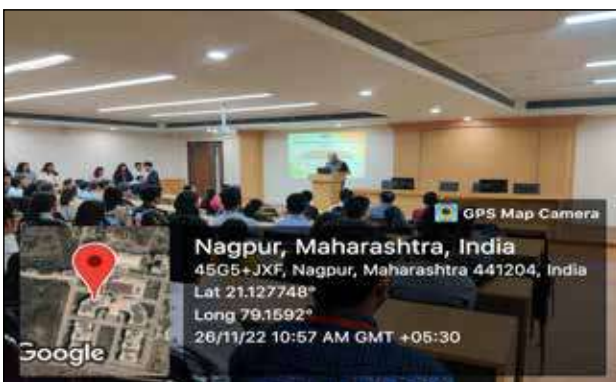 GPS Map Camera
Nagpur, Maharashtra, India
45G5+JXF, Nagpur, Maharashtra 441204, India
Lat 21.127748°
Long 79.1592°
26/11/22 10:57 AM GMT +05:30
Google